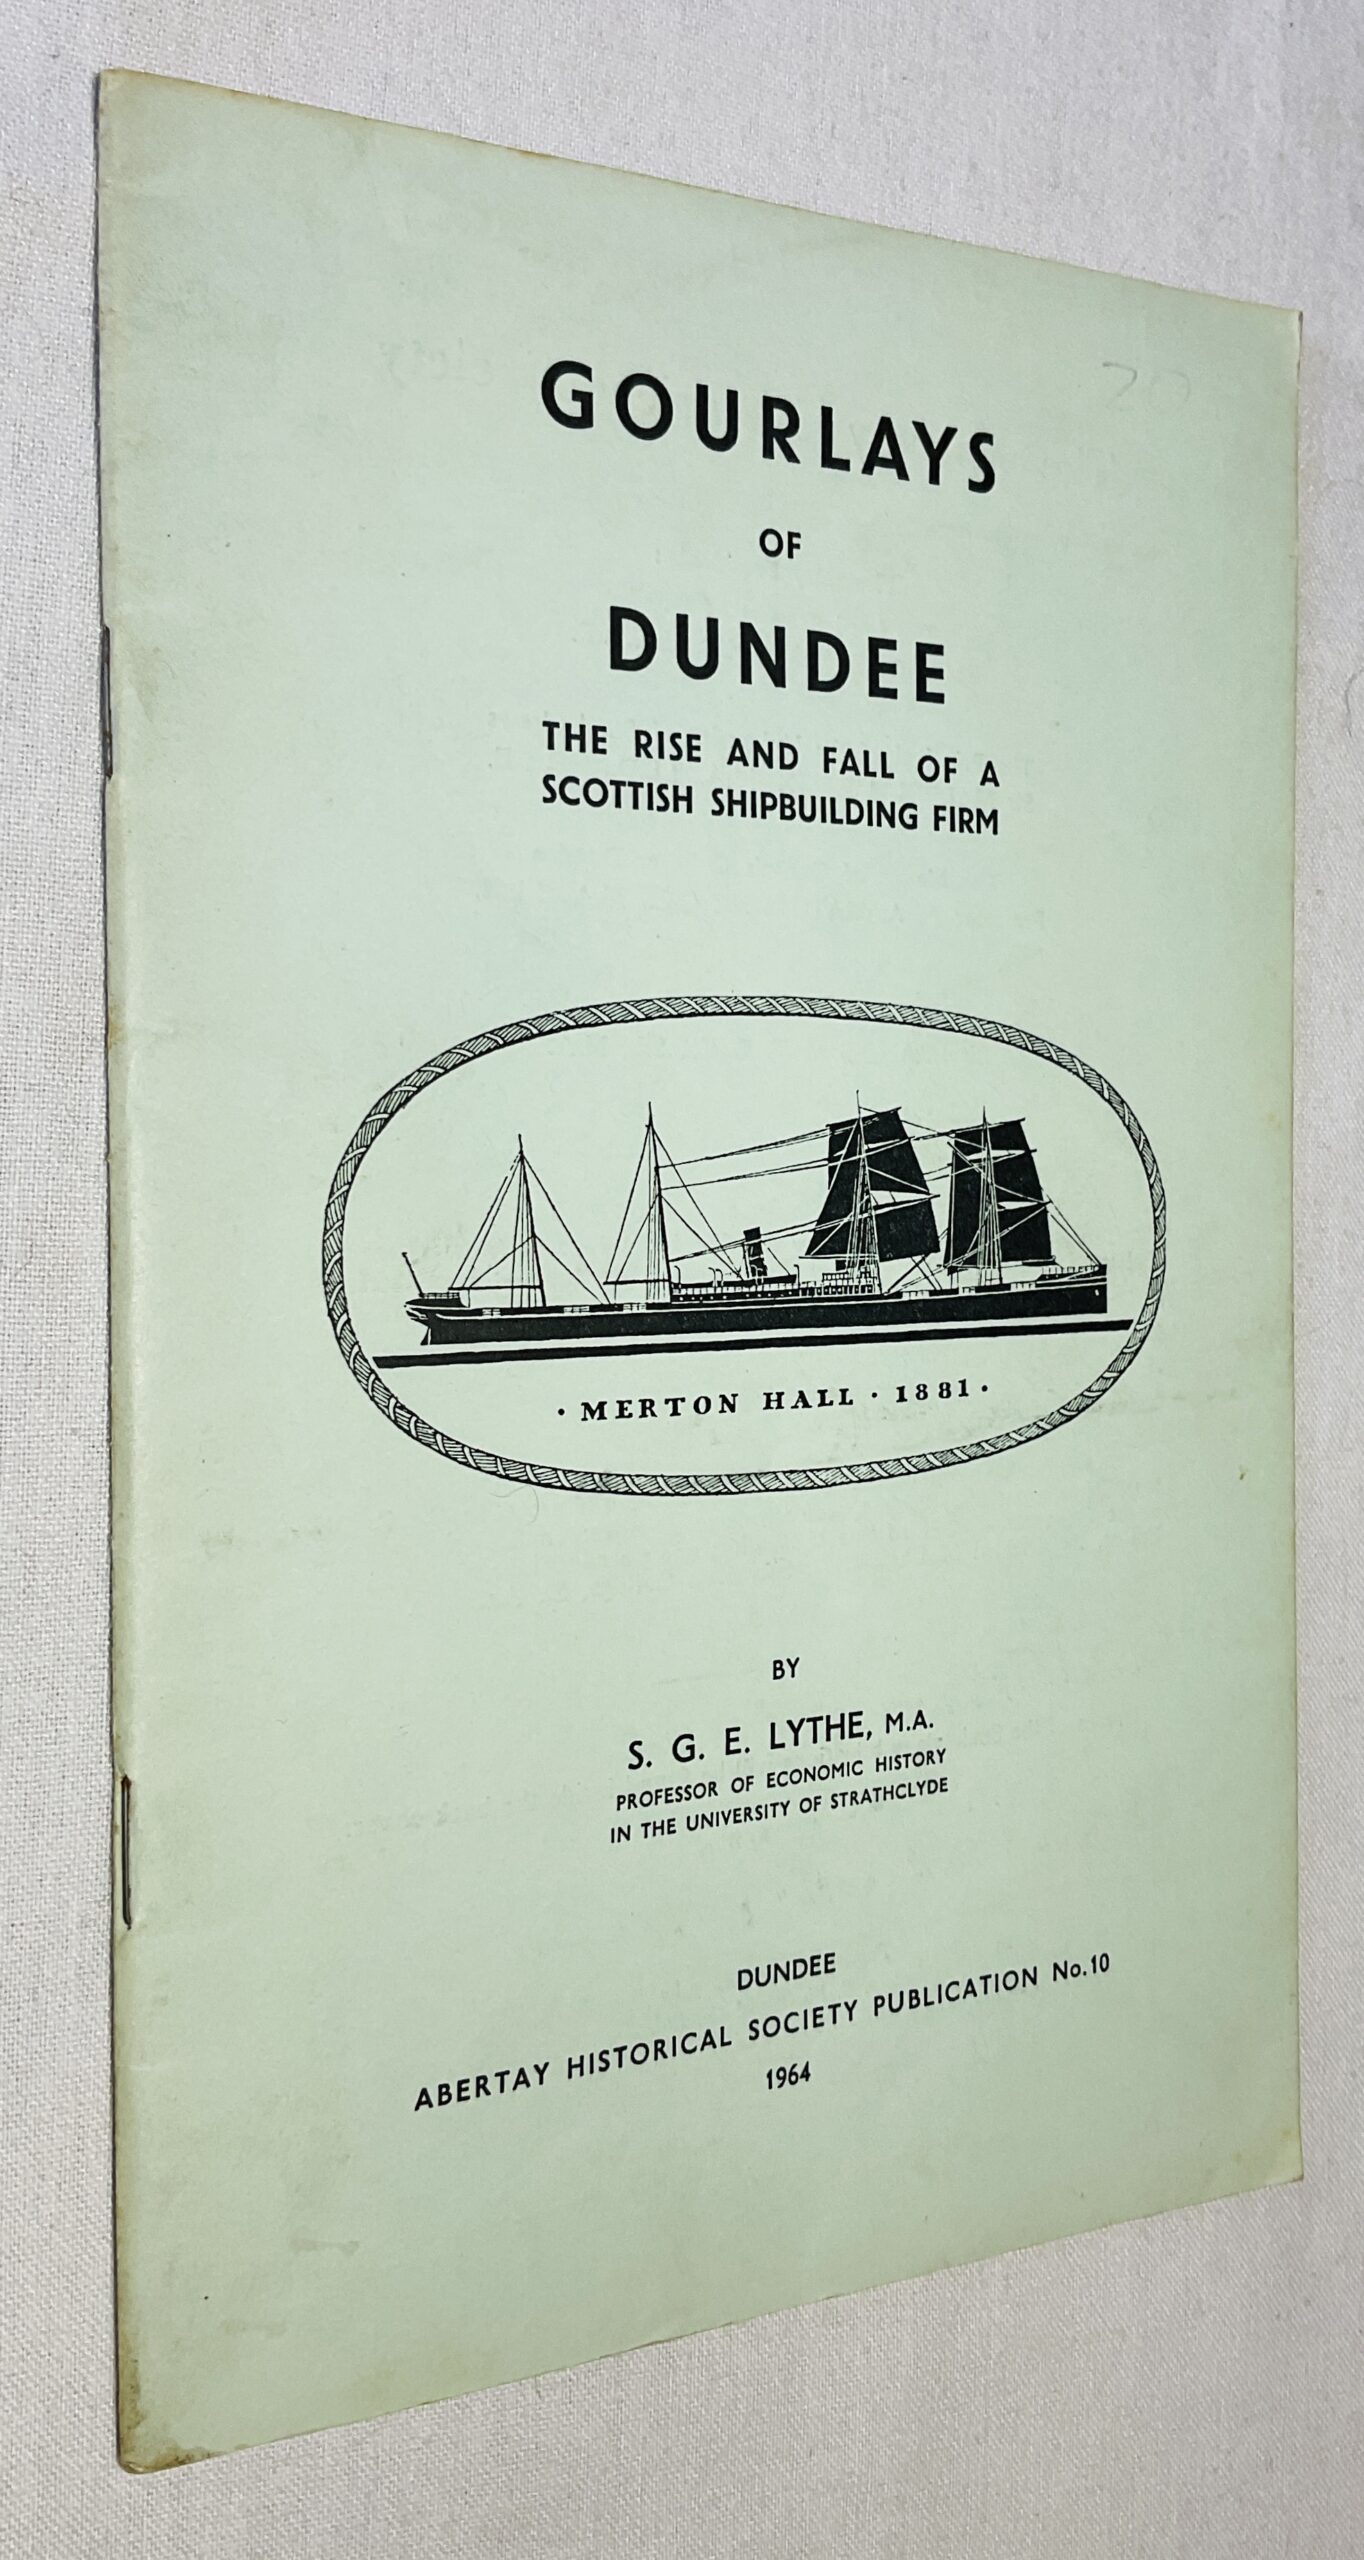 GOURLAYS
OF
DUNDEE
THE RISE AND FALL OF A
SCOTTISH SHIPBUILDING FIRM
· MERTON HALL · 1881 ·
BY
S. G. E. LYTHE, M.A.
PROFESSOR OF ECONOMIC HISTORY
IN THE UNIVERSITY OF STRATHCLYDE
DUNDEE
ABERTAY HISTORICAL SOCIETY PUBLICATION No.10
1964